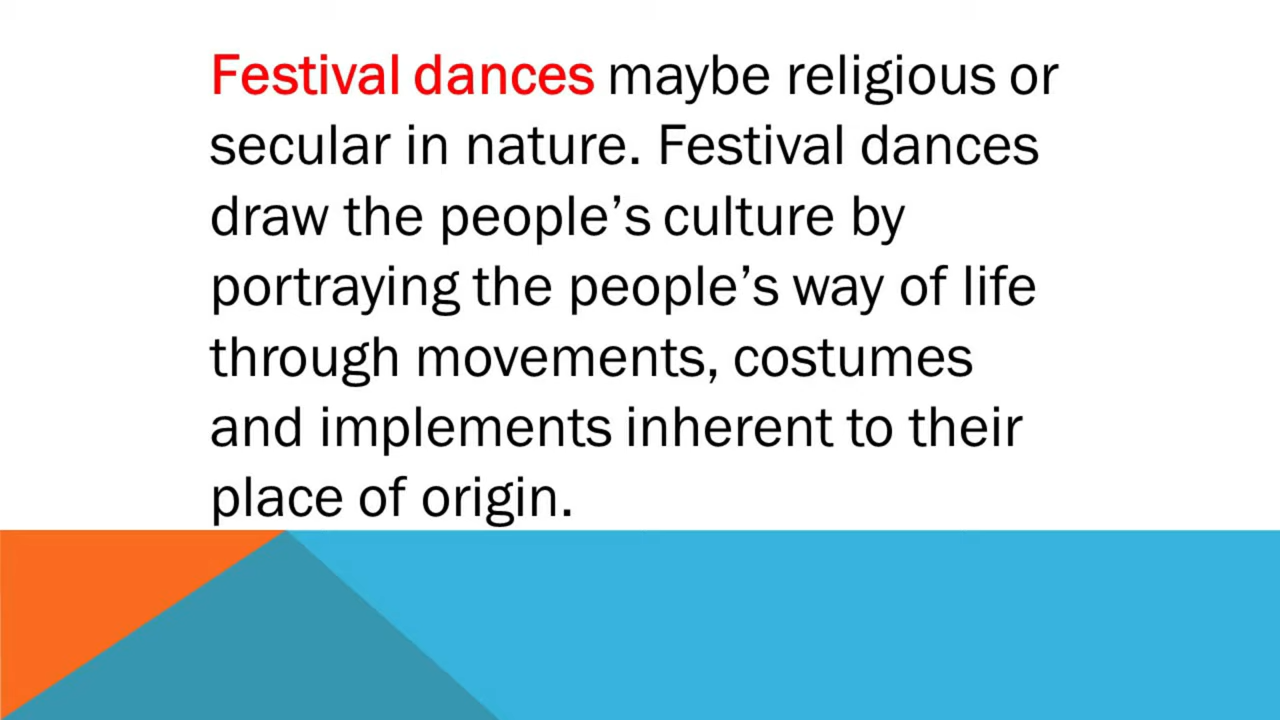 Festival dances maybe religious or
secular in nature. Festival dances
draw the people’s culture by
portraying the people’s way of life
through movements, costumes
and implements inherent to their
place of origin.